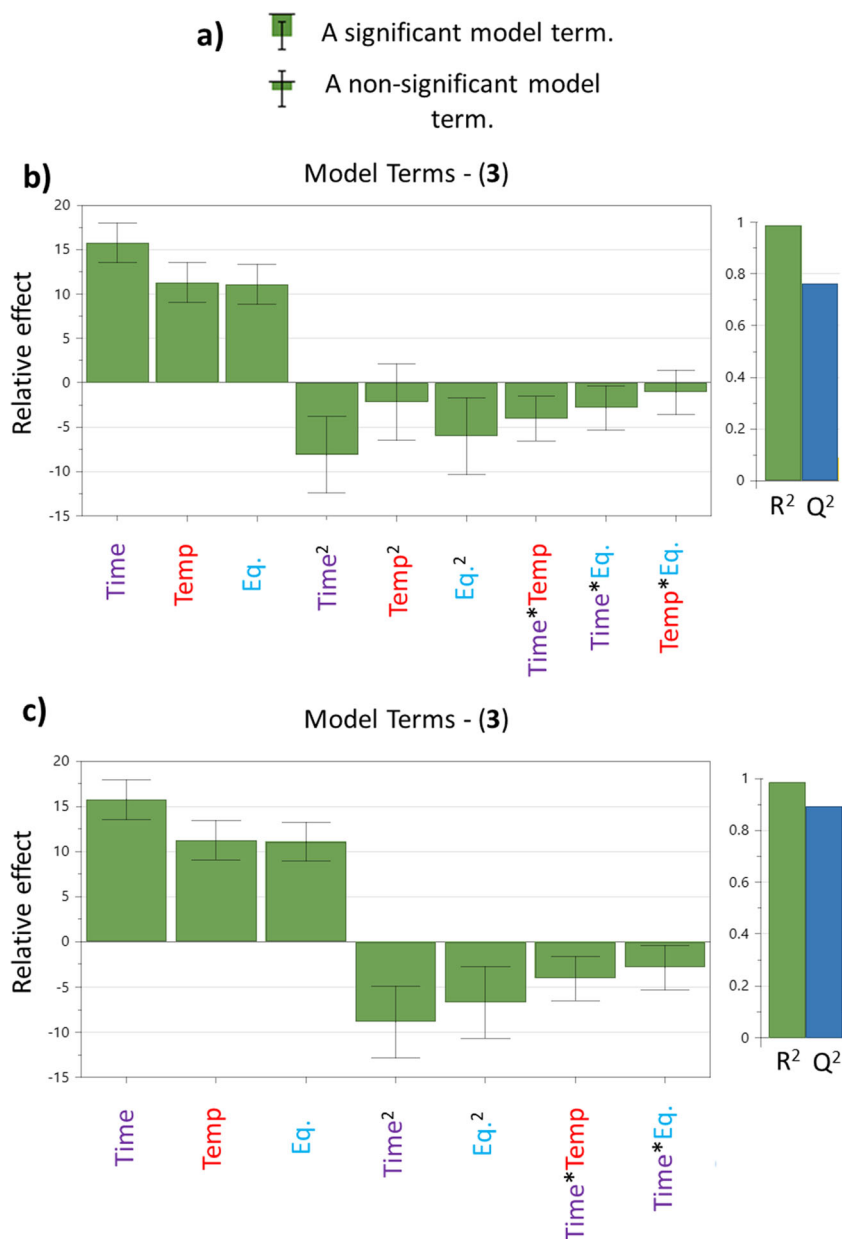 a)
A significant model term.
A non-significant model
term.
b)
Model Terms - (3)
Relative effect
20
15
10
5
0
-5
-10
-15
Time
Temp
Eq.
Time²
Temp²
Eq.²
Time*Temp
Time*Eq.
Temp*Eq.
1
0.8
0.6
0.4
0.2
0
R² Q²
c)
Model Terms - (3)
Relative effect
20
15
10
5
0
-5
-10
-15
Time
Temp
Eq.
Time²
Eq.²
Time*Temp
Time*Eq.
1
0.8
0.6
0.4
0.2
0
R² Q²